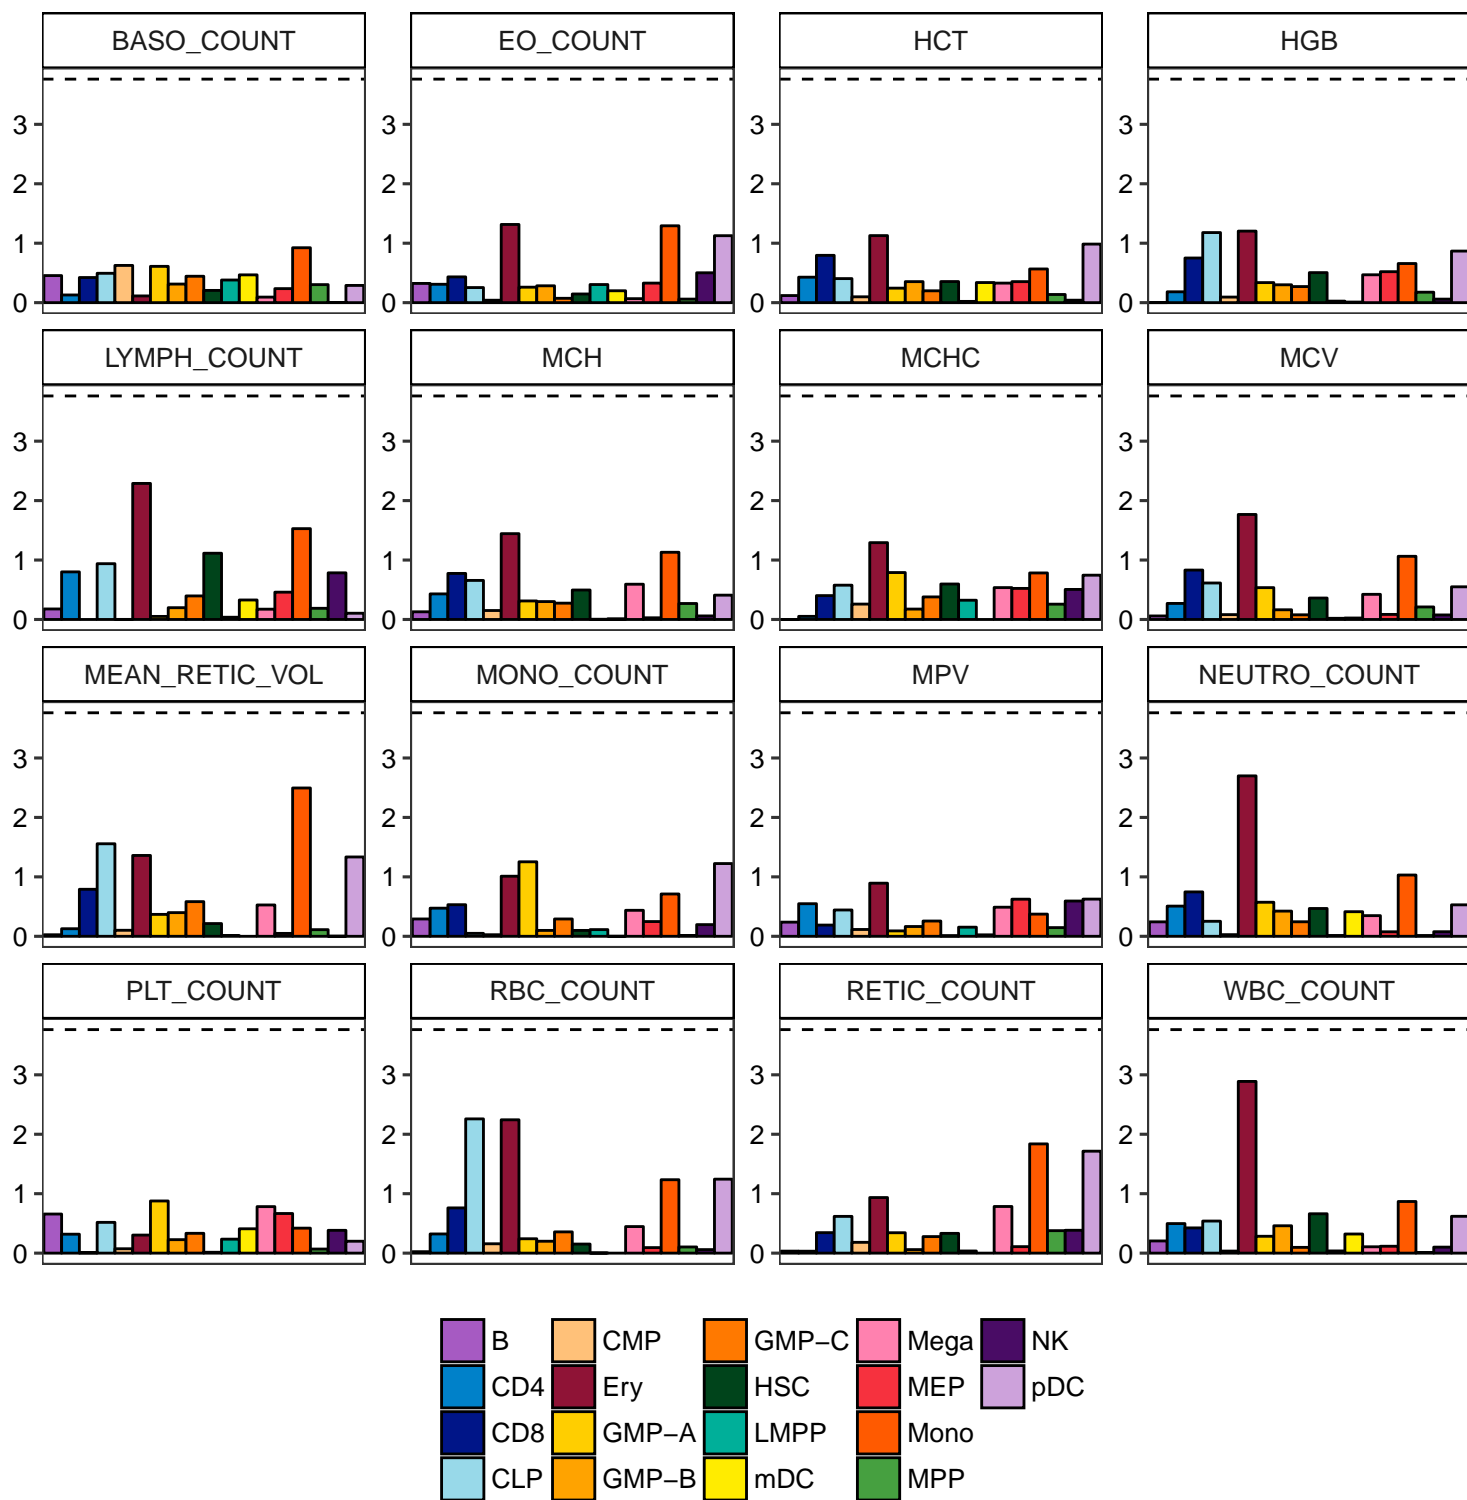 BASO_COUNT EO_COUNT HCT HGB
3 3 3 3
2 2 2 2
1 1 1 1
0 0 0 0
LYMPH_COUNT MCH MCHC MCV
3 3 3 3
2 2 2 2
1 1 1 1
0 0 0 0
MEAN_RETIC_VOL MONO_COUNT MPV NEUTRO_COUNT
3 3 3 3
2 2 2 2
1 1 1 1
0 0 0 0
PLT_COUNT RBC_COUNT RETIC_COUNT WBC_COUNT
3 3 3 3
2 2 2 2
1 1 1 1
0 0 0 0
B CMP GMP−C Mega NK
CD4 Ery HSC MEP pDC
CD8 GMP−A LMPP Mono
CLP GMP−B mDC MPP